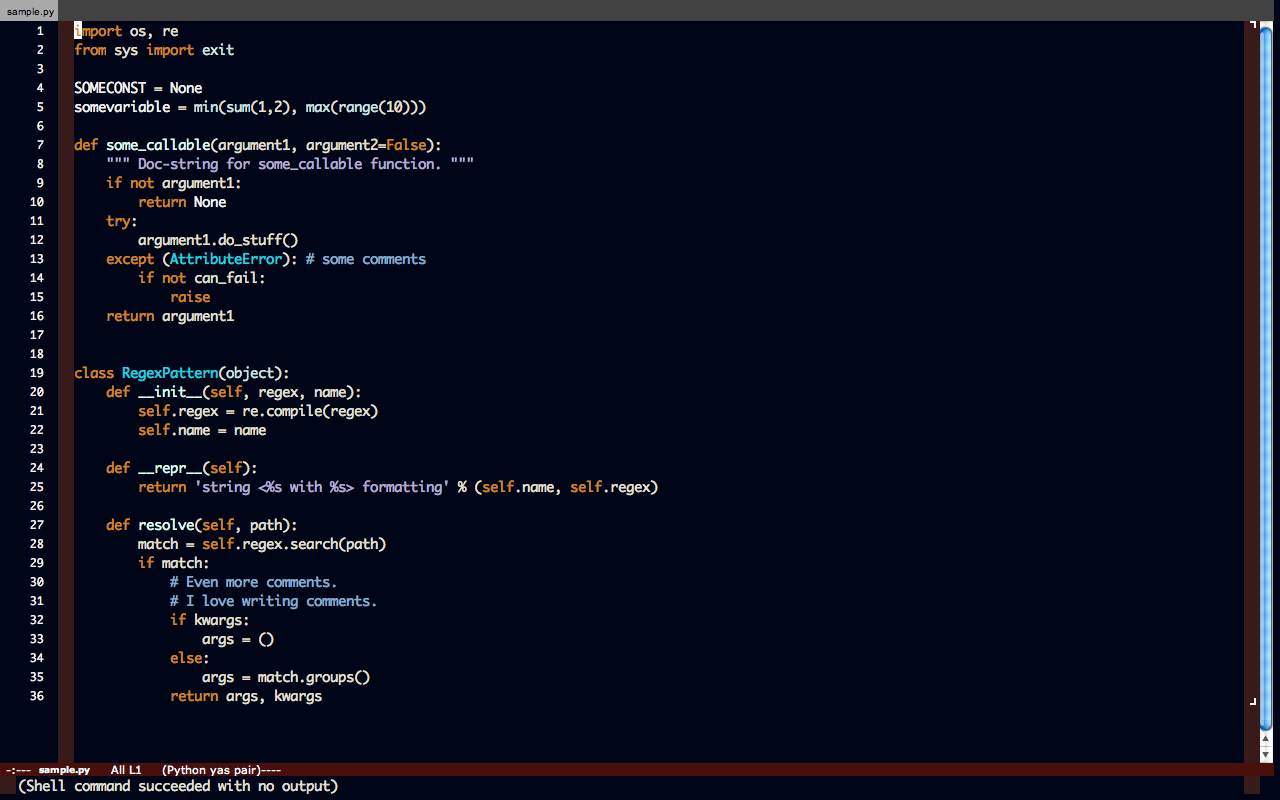 sample.py
1 import os, re
2 from sys import exit
3
4 SOMECONST = None
5 somevariable = min(sum(1,2), max(range(10)))
6
7 def some_callable(argument1, argument2=False):
8     """ Doc-string for some_callable function. """
9     if not argument1:
10         return None
11     try:
12         argument1.do_stuff()
13     except (AttributeError): # some comments
14         if not can_fail:
15             raise
16     return argument1
17
18
19 class RegexPattern(object):
20     def __init__(self, regex, name):
21         self.regex = re.compile(regex)
22         self.name = name
23
24     def __repr__(self):
25         return 'string <%s with %s> formatting' % (self.name, self.regex)
26
27     def resolve(self, path):
28         match = self.regex.search(path)
29         if match:
30             # Even more comments.
31             # I love writing comments.
32             if kwargs:
33                 args = ()
34             else:
35                 args = match.groups()
36             return args, kwargs
-:--- sample.py All L1 (Python yas pair)----
(Shell command succeeded with no output)